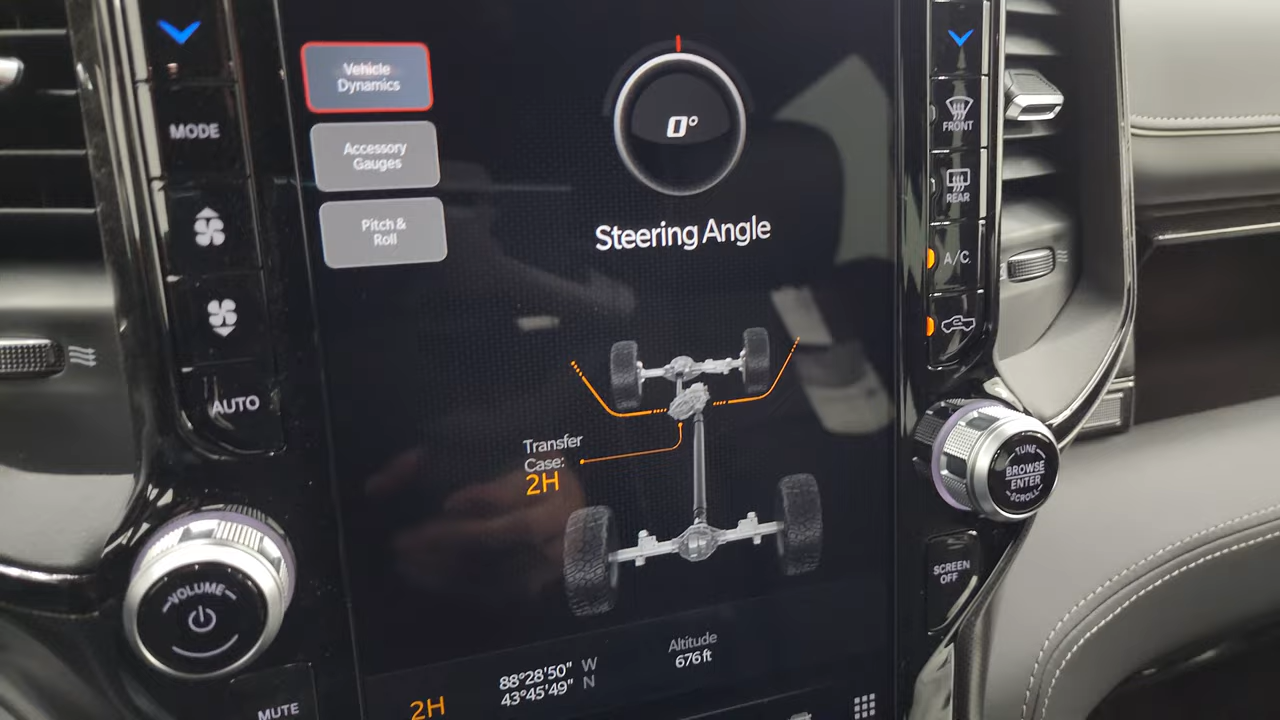 MODE
AUTO
VOLUME
MUTE
Vehicle
Dynamics
Accessory
Gauges
Pitch &
Roll
0°
Steering Angle
Transfer
Case:
2H
2H
88°28'50" W
43°45'49" N
Altitude
676 ft
FRONT
REAR
A/C
TUNE
BROWSE
ENTER
SCROLL
SCREEN
OFF